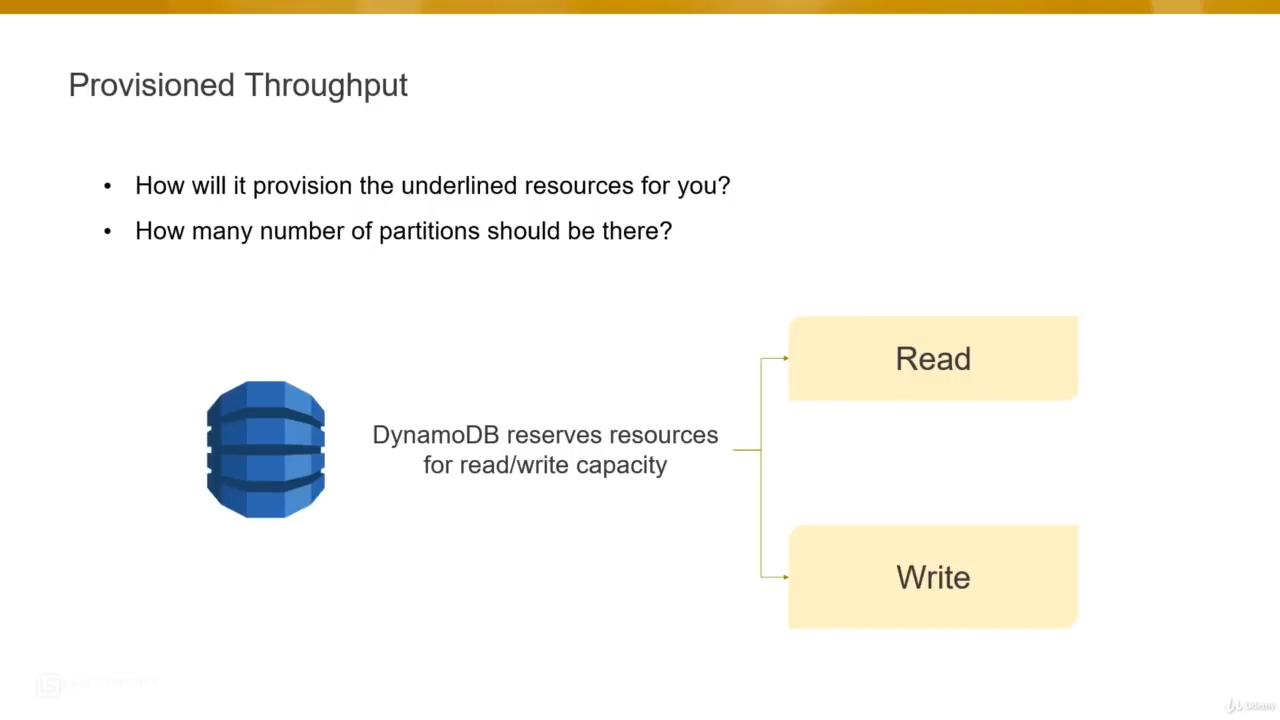 Provisioned Throughput
• How will it provision the underlined resources for you?
• How many number of partitions should be there?
Read
DynamoDB reserves resources
for read/write capacity
Write
Udemy